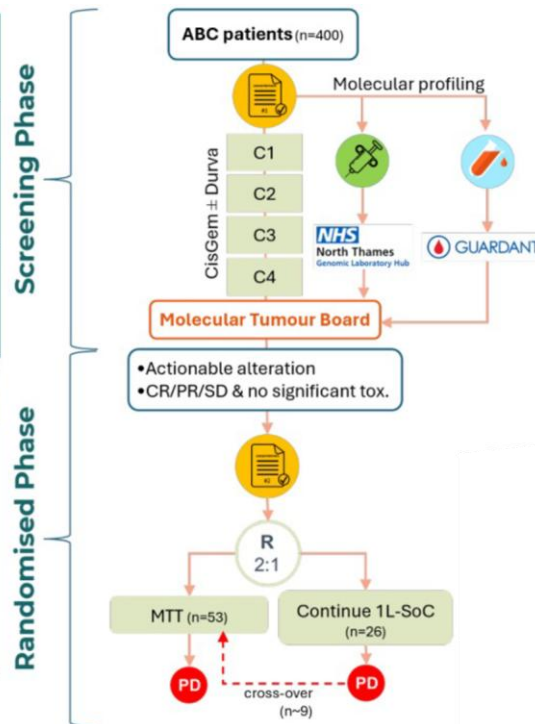 Screening Phase
ABC patients (n=400)
Molecular profiling
CisGem ± Durva
C1
C2
C3
C4
NHS
North Thames
Genomic Laboratory Hub
GUARDANT
Molecular Tumour Board
Randomised Phase
•Actionable alteration
•CR/PR/SD & no significant tox.
R
2:1
MTT (n=53)
Continue 1L-SoC
(n=26)
PD
PD
cross-over
(n~9)